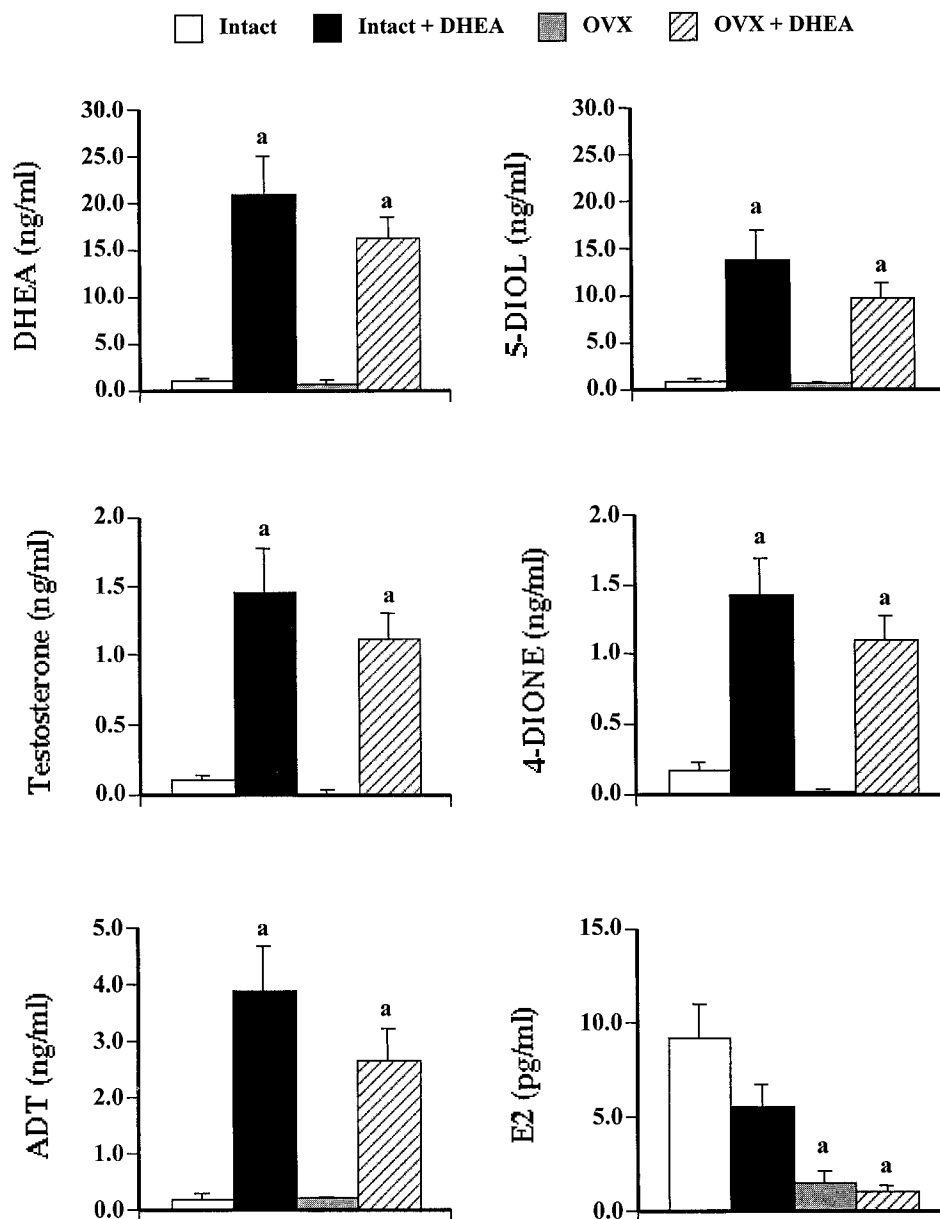 Intact Intact + DHEA OVX OVX + DHEA
DHEA (ng/ml)
30.0
25.0
20.0
15.0
10.0
5.0
0.0
a
a
5-DIOL (ng/ml)
30.0
25.0
20.0
15.0
10.0
5.0
0.0
a
a
Testosterone (ng/ml)
2.0
1.5
1.0
0.5
0.0
a
a
4-DIONE (ng/ml)
2.0
1.5
1.0
0.5
0.0
a
a
ADT (ng/ml)
5.0
4.0
3.0
2.0
1.0
0.0
a
a
E2 (pg/ml)
15.0
10.0
5.0
0.0
a
a